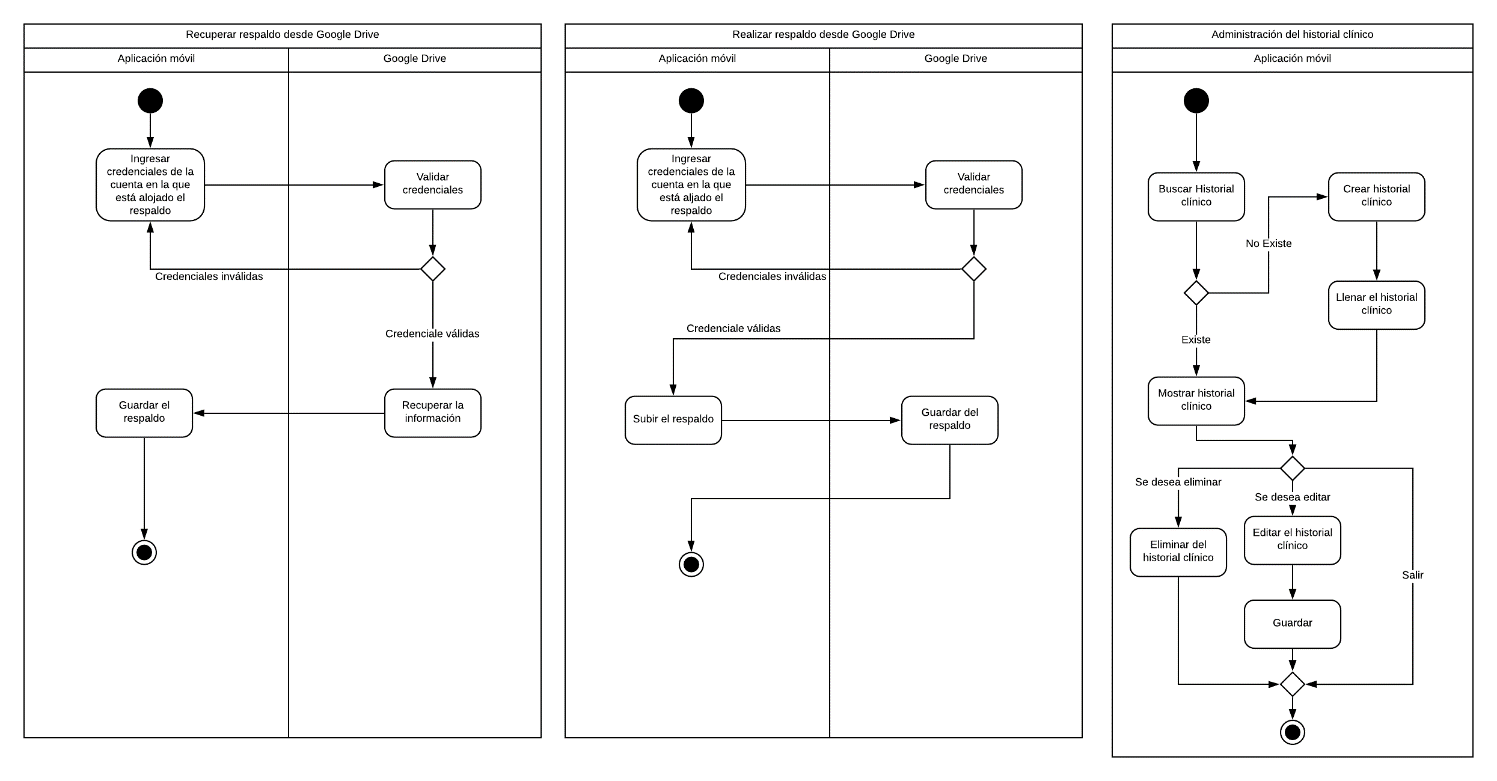 Recuperar respaldo desde Google Drive
Aplicación móvil
Google Drive
Ingresar
credenciales de la
cuenta en la que
está alojado el
respaldo
Validar
credenciales
Credenciales inválidas
Credenciale válidas
Guardar el
respaldo
Recuperar la
información
Realizar respaldo desde Google Drive
Aplicación móvil
Google Drive
Ingresar
credenciales de la
cuenta en la que
está aljado el
respaldo
Validar
credenciales
Credenciales inválidas
Credenciale válidas
Subir el respaldo
Guardar del
respaldo
Administración del historial clínico
Aplicación móvil
Buscar Historial
clínico
Crear historial
clínico
No Existe
Llenar el historial
clínico
Existe
Mostrar historial
clínico
Se desea eliminar
Se desea editar
Eliminar del
historial clínico
Editar el historial
clínico
Salir
Guardar